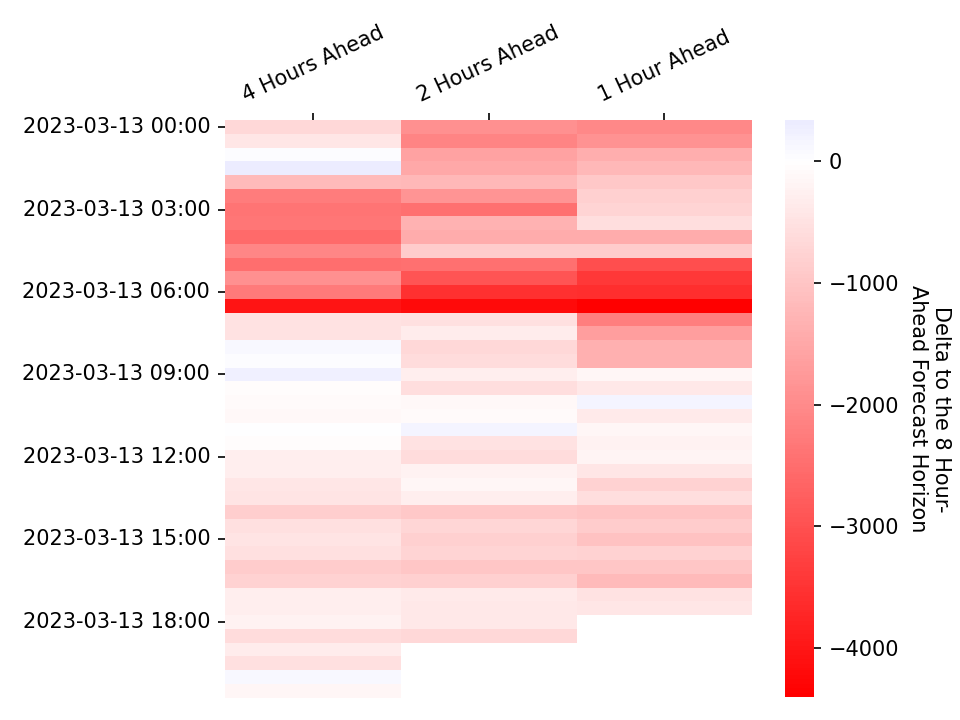 4 Hours Ahead
2 Hours Ahead
1 Hour Ahead
2023-03-13 00:00
2023-03-13 03:00
2023-03-13 06:00
2023-03-13 09:00
2023-03-13 12:00
2023-03-13 15:00
2023-03-13 18:00
0
−1000
−2000
−3000
−4000
Delta to the 8 Hour-
Ahead Forecast Horizon